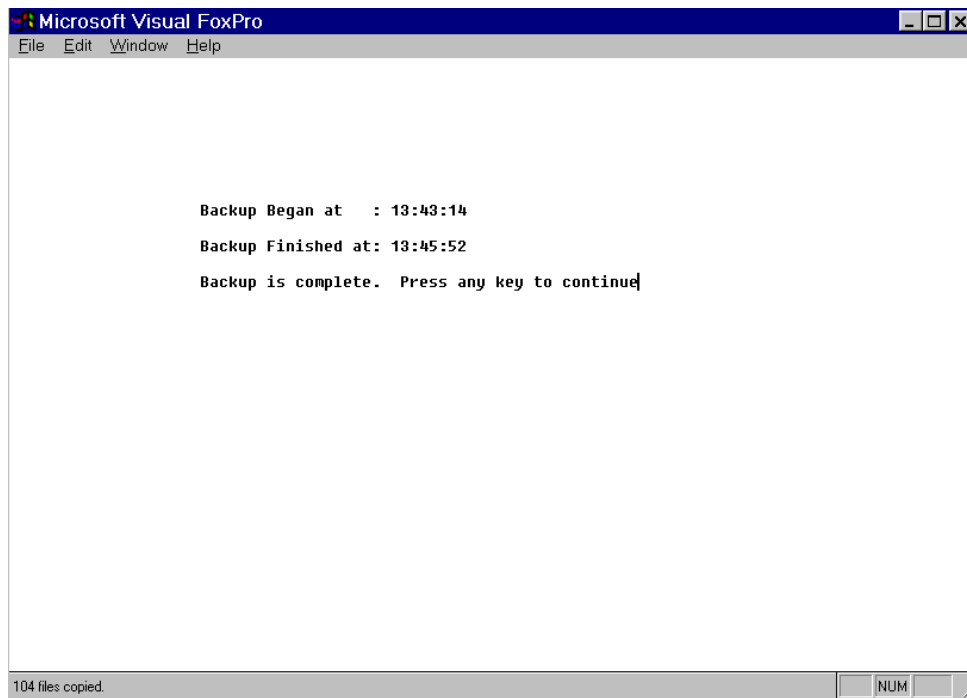 Microsoft Visual FoxPro
File Edit Window Help
Backup Began at   : 13:43:14
Backup Finished at: 13:45:52
Backup is complete.  Press any key to continue
104 files copied.
NUM